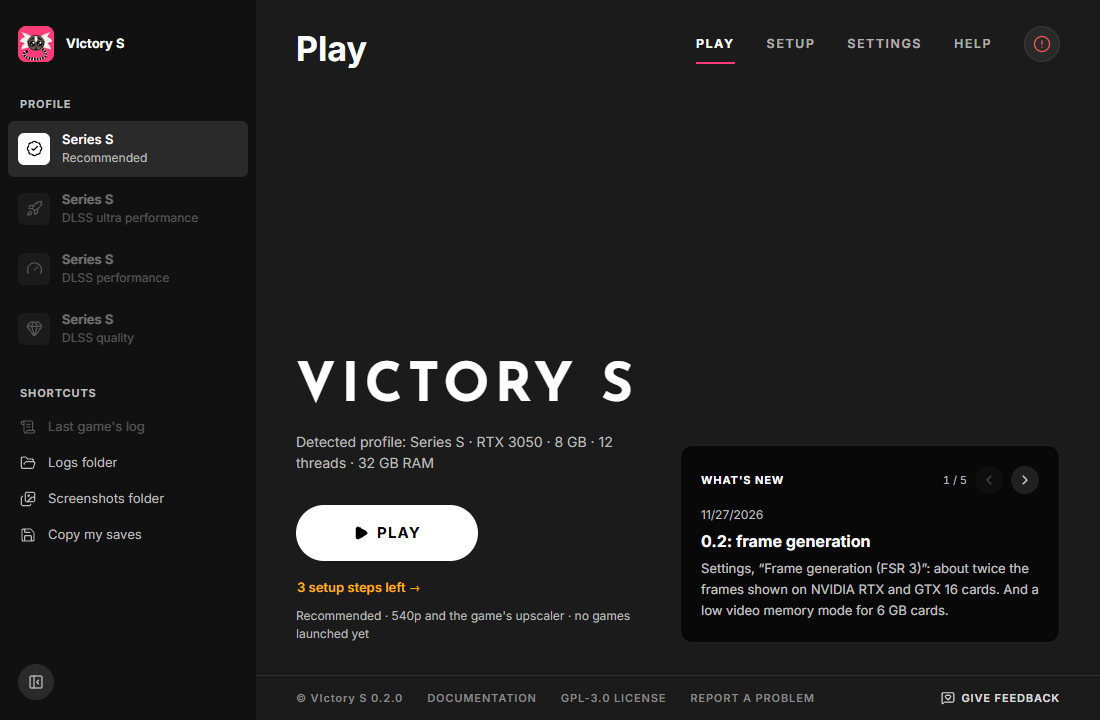 VIctory S
PROFILE
Series S
Recommended
Series S
DLSS ultra performance
Series S
DLSS performance
Series S
DLSS quality
SHORTCUTS
Last game's log
Logs folder
Screenshots folder
Copy my saves
Play
PLAY SETUP SETTINGS HELP
VICTORY S
Detected profile: Series S · RTX 3050 · 8 GB · 12
threads · 32 GB RAM
PLAY
3 setup steps left →
Recommended · 540p and the game's upscaler · no games
launched yet
WHAT'S NEW 1 / 5
11/27/2026
0.2: frame generation
Settings, “Frame generation (FSR 3)”: about twice the
frames shown on NVIDIA RTX and GTX 16 cards. And a
low video memory mode for 6 GB cards.
© VIctory S 0.2.0 DOCUMENTATION GPL-3.0 LICENSE REPORT A PROBLEM GIVE FEEDBACK